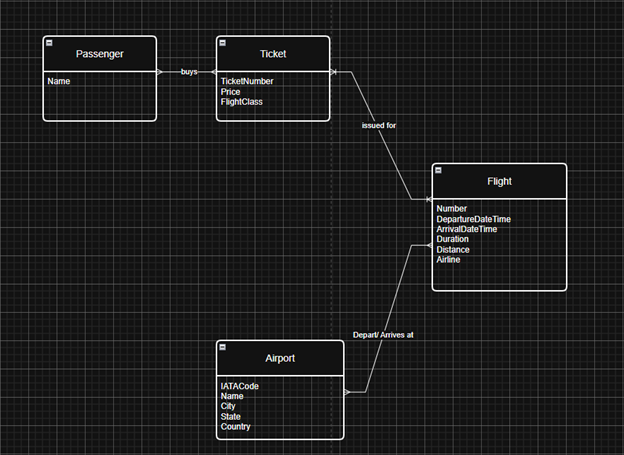 Passenger
Name
buys
Ticket
TicketNumber
Price
FlightClass
issued for
Flight
Number
DepartureDateTime
ArrivalDateTime
Duration
Distance
Airline
Depart/ Arrives at
Airport
IATACode
Name
City
State
Country